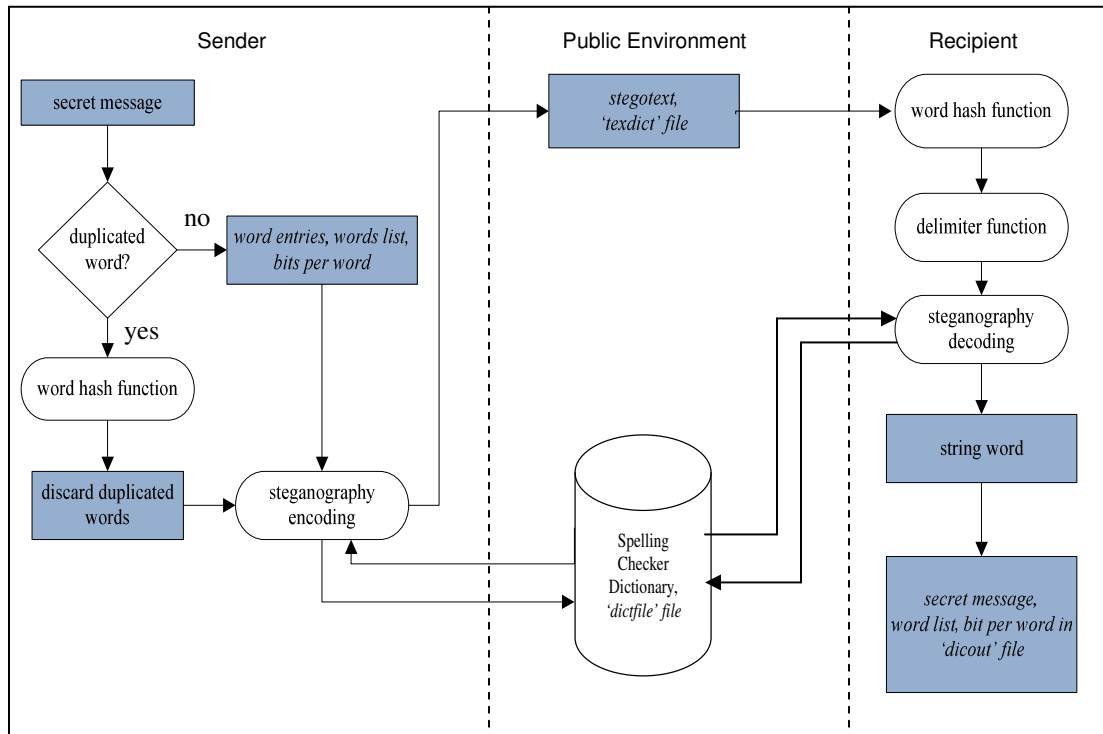 Sender
Public Environment
Recipient
secret message
duplicated
word?
no
yes
word entries, words list,
bits per word
word hash function
discard duplicated
words
steganography
encoding
stegotext,
‘texdict’ file
Spelling
Checker
Dictionary,
‘dictfile’ file
word hash function
delimiter function
steganography
decoding
string word
secret message,
word list, bit per word in
‘dicout’ file